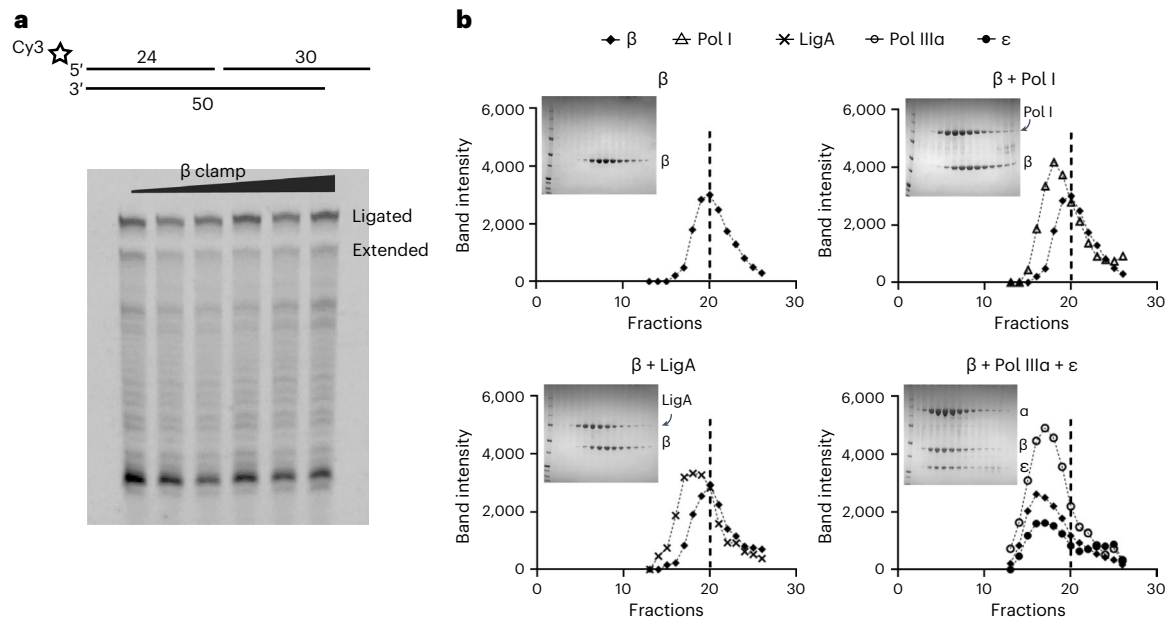 a
Cy3
5′
24
30
3′
50
β clamp
Ligated
Extended
b
β Pol I LigA Pol IIIα ε
β
6,000
4,000
2,000
0
0 10 20 30
Band intensity
Fractions
β
β + Pol I
6,000
4,000
2,000
0
0 10 20 30
Band intensity
Fractions
Pol I
β
β + LigA
6,000
4,000
2,000
0
0 10 20 30
Band intensity
Fractions
LigA
β
β + Pol IIIα + ε
6,000
4,000
2,000
0
0 10 20 30
Band intensity
Fractions
α
β
ε